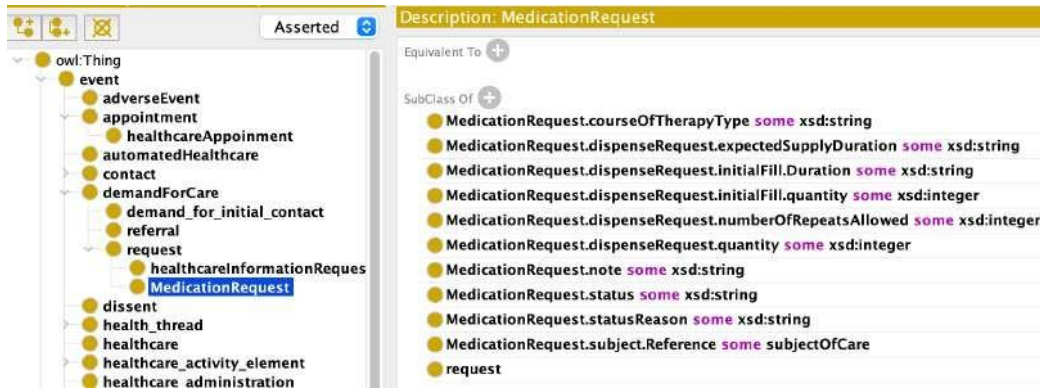 Asserted
owl:Thing
event
adverseEvent
appointment
healthcareAppoinment
automatedHealthcare
contact
demandForCare
demand_for_initial_contact
referral
request
healthcareInformationReques
MedicationRequest
dissent
health_thread
healthcare
healthcare_activity_element
healthcare_administration
Description: MedicationRequest
Equivalent To
SubClass Of
MedicationRequest.courseOfTherapyType some xsd:string
MedicationRequest.dispenseRequest.expectedSupplyDuration some xsd:string
MedicationRequest.dispenseRequest.initialFill.Duration some xsd:string
MedicationRequest.dispenseRequest.initialFill.quantity some xsd:integer
MedicationRequest.dispenseRequest.numberOfRepeatsAllowed some xsd:integer
MedicationRequest.dispenseRequest.quantity some xsd:integer
MedicationRequest.note some xsd:string
MedicationRequest.status some xsd:string
MedicationRequest.statusReason some xsd:string
MedicationRequest.subject.Reference some subjectOfCare
request